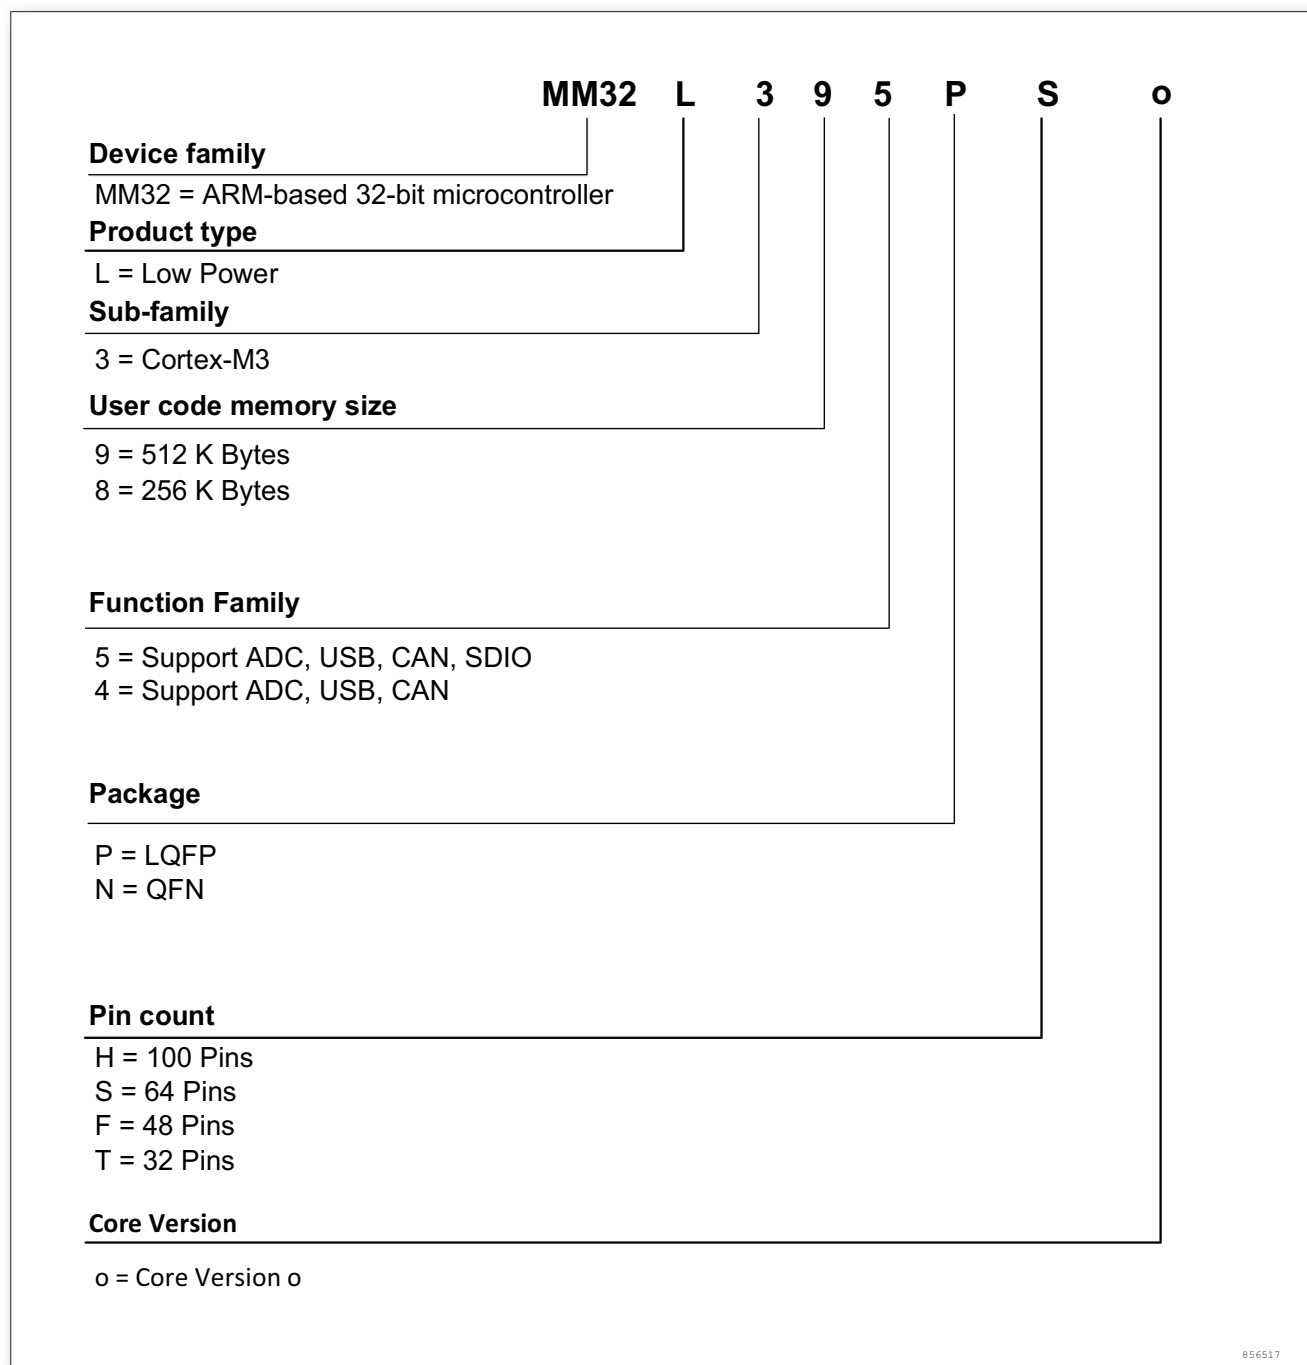 MM32 L 3 9 5 P S o
Device family
MM32 = ARM-based 32-bit microcontroller
Product type
L = Low Power
Sub-family
3 = Cortex-M3
User code memory size
9 = 512 K Bytes
8 = 256 K Bytes
Function Family
5 = Support ADC, USB, CAN, SDIO
4 = Support ADC, USB, CAN
Package
P = LQFP
N = QFN
Pin count
H = 100 Pins
S = 64 Pins
F = 48 Pins
T = 32 Pins
Core Version
o = Core Version o
856517